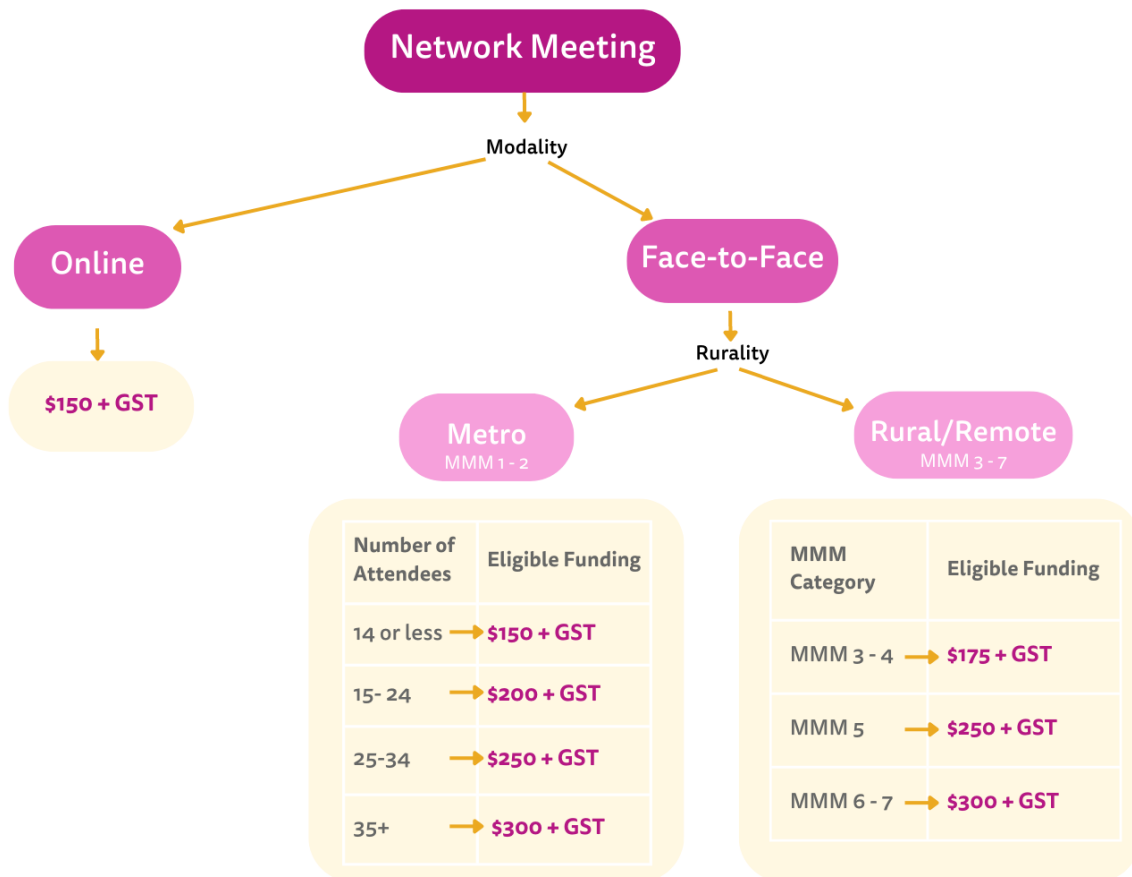 Network Meeting
Modality
Online
Face-to-Face
$150 + GST
Rurality
Metro
MMM 1 - 2
Rural/Remote
MMM 3 - 7
Number of
Attendees
Eligible Funding
14 or less
$150 + GST
15- 24
$200 + GST
25-34
$250 + GST
35+
$300 + GST
MMM
Category
Eligible Funding
MMM 3 - 4
$175 + GST
MMM 5
$250 + GST
MMM 6 - 7
$300 + GST